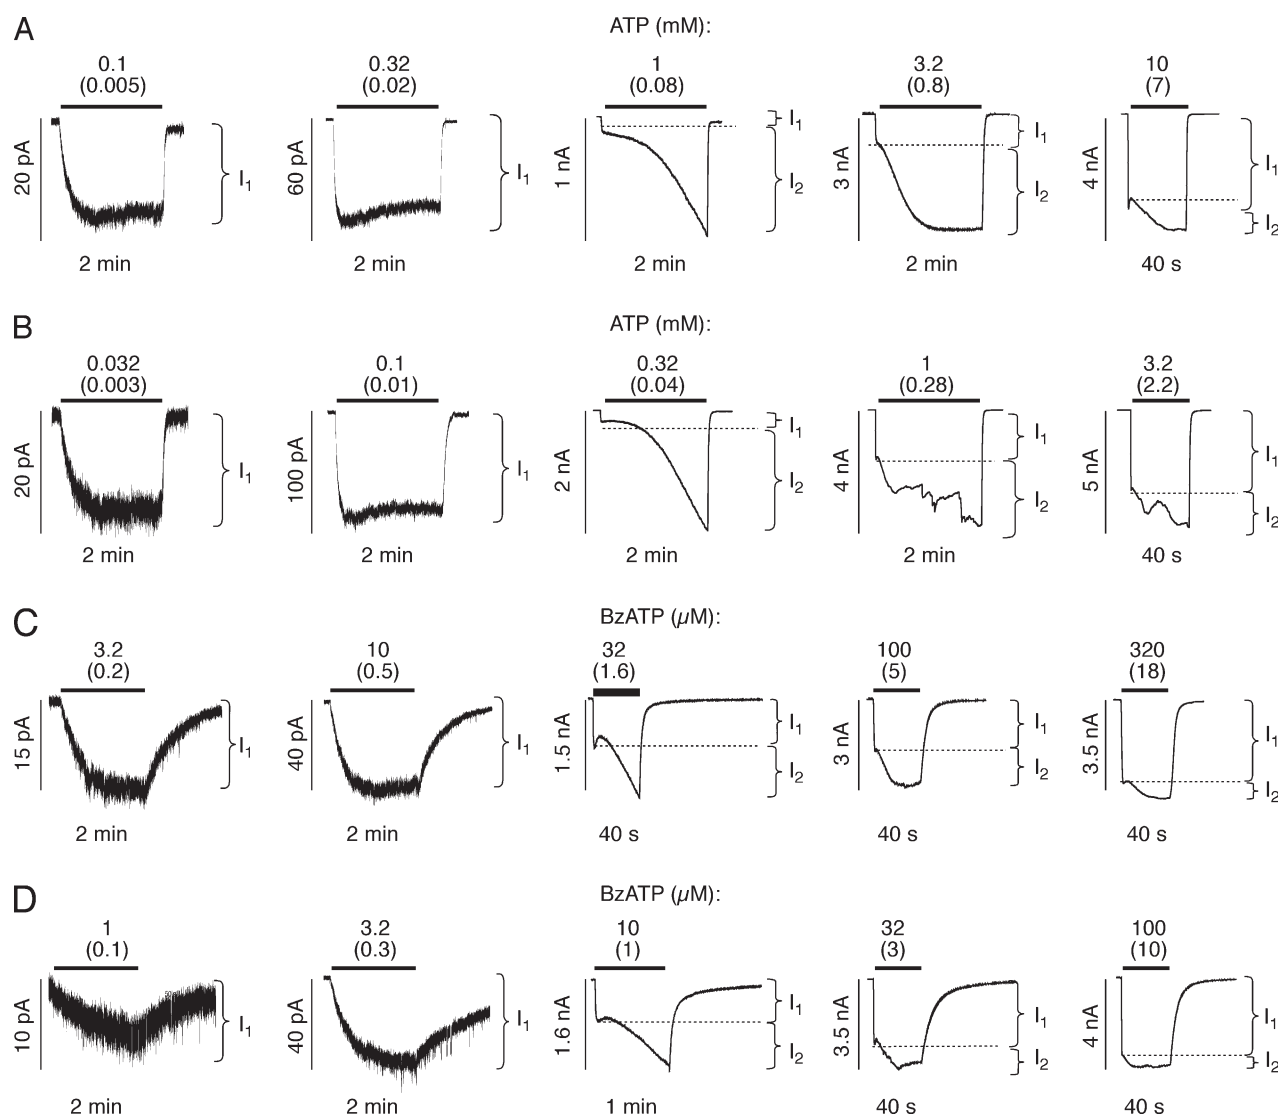 A
ATP (mM):
0.1 0.32 1 3.2 10
(0.005) (0.02) (0.08) (0.8) (7)
20 pA 60 pA 1 nA 3 nA 4 nA
I1 I1 I1 I1 I1
I2 I2 I2
2 min 2 min 2 min 2 min 40 s
B
ATP (mM):
0.032 0.1 0.32 1 3.2
(0.003) (0.01) (0.04) (0.28) (2.2)
20 pA 100 pA 2 nA 4 nA 5 nA
I1 I1 I1 I1 I1
I2 I2 I2
2 min 2 min 2 min 2 min 40 s
C
BzATP (µM):
3.2 10 32 100 320
(0.2) (0.5) (1.6) (5) (18)
15 pA 40 pA 1.5 nA 3 nA 3.5 nA
I1 I1 I1 I1 I1
I2 I2 I2
2 min 2 min 40 s 40 s 40 s
D
BzATP (µM):
1 3.2 10 32 100
(0.1) (0.3) (1) (3) (10)
10 pA 40 pA 1.6 nA 3.5 nA 4 nA
I1 I1 I1 I1 I1
I2 I2 I2
2 min 2 min 1 min 40 s 40 s